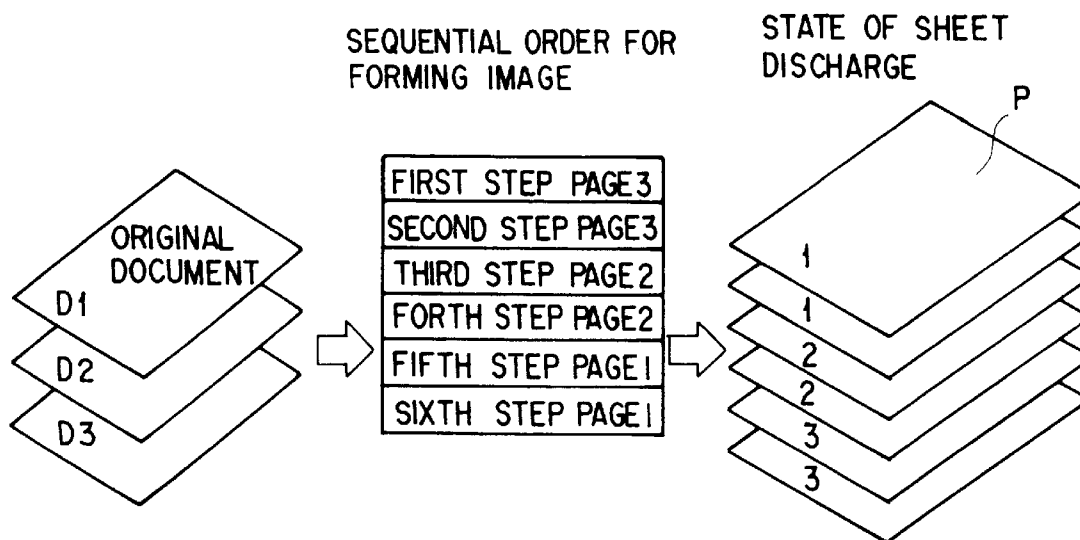 SEQUENTIAL ORDER FOR
FORMING IMAGE
STATE OF SHEET
DISCHARGE
P
ORIGINAL
DOCUMENT
D1
D2
D3
FIRST STEP PAGE3
SECOND STEP PAGE3
THIRD STEP PAGE2
FORTH STEP PAGE2
FIFTH STEP PAGE1
SIXTH STEP PAGE1
1
1
2
2
3
3